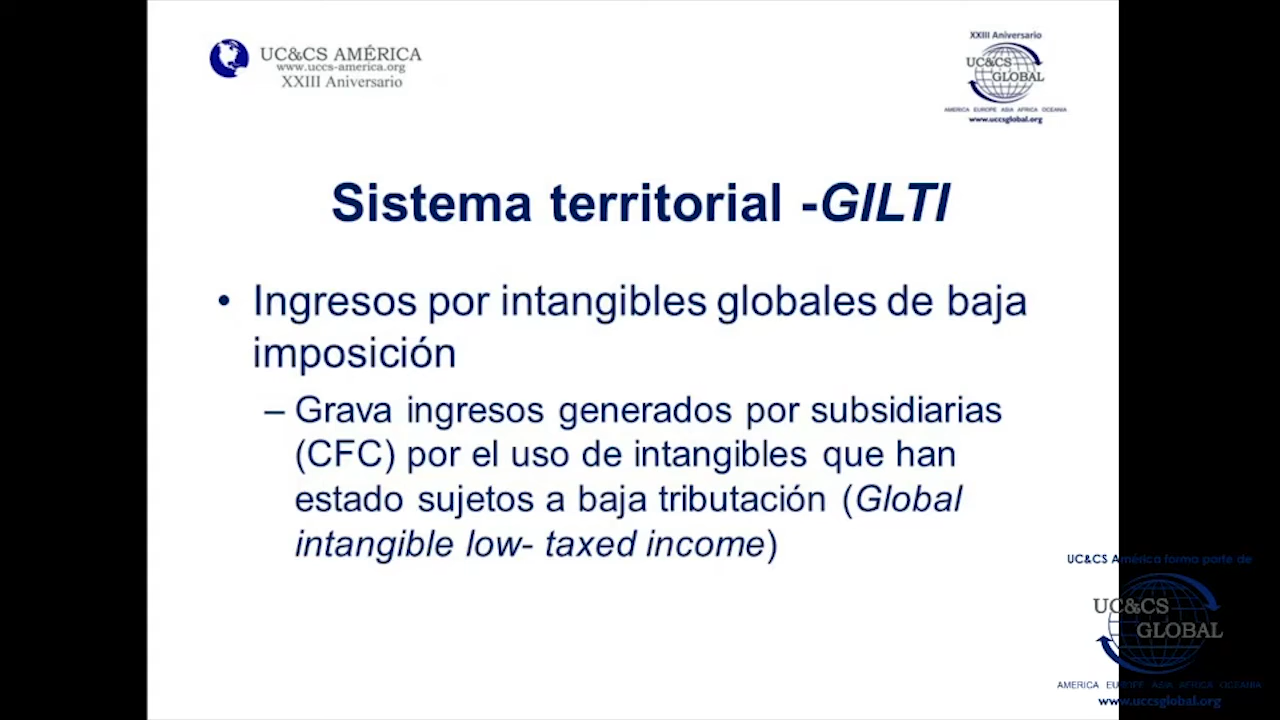 UC&CS AMÉRICA
www.uccs-america.org
XXIII Aniversario
XXIII Aniversario
UC&CS
GLOBAL
AMERICA EUROPE ASIA AFRICA OCEANIA
www.uccsglobal.org
Sistema territorial -GILTI
• Ingresos por intangibles globales de baja
imposición
– Grava ingresos generados por subsidiarias
(CFC) por el uso de intangibles que han
estado sujetos a baja tributación (Global
intangible low- taxed income)
UC&CS América forma parte de
UC&CS
GLOBAL
AMERICA EUROPE ASIA AFRICA OCEANIA
www.uccsglobal.org